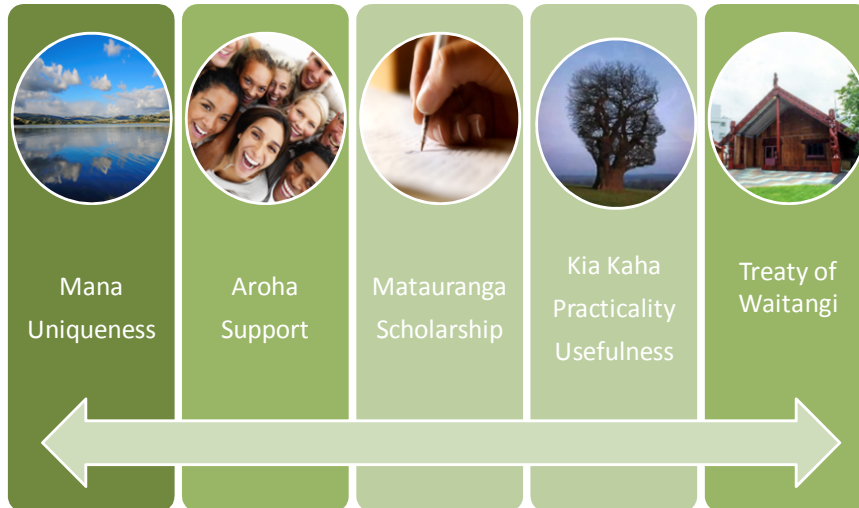 Mana
Uniqueness
Aroha
Support
Matauranga
Scholarship
Kia Kaha
Practicality
Usefulness
Treaty of
Waitangi